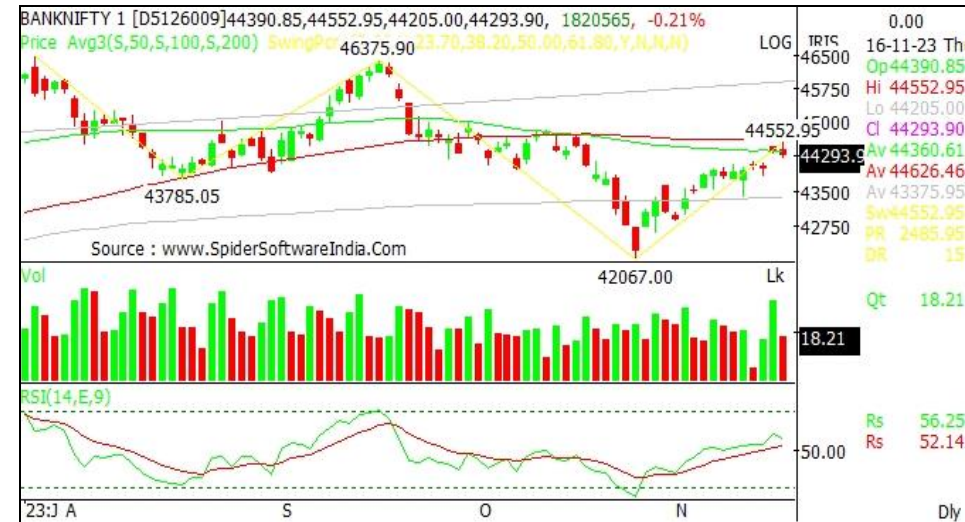 BANKNIFTY 1 [D5126009]44390.85,44552.95,44205.00,44293.90, 1820565, -0.21%
Price Avg3(S,50,S,100,S,200)
46375.90
LOG
43785.05
44552.95
42067.00
Source : www.SpiderSoftwareIndia.Com
IRIS
46500
45750
45000
44293.9
43500
42750
0.00
16-11-23 Th
Op 44390.85
Hi 44552.95
Lo 44205.00
Cl 44293.90
Av 44360.61
Av 44626.46
Av 43375.95
Sw 44552.95
PR 2485.95
DR 15
Vol
Lk
18.21
Qt 18.21
RSI(14,E,9)
50.00
Rs 56.25
Rs 52.14
'23:J A S O N
Dly